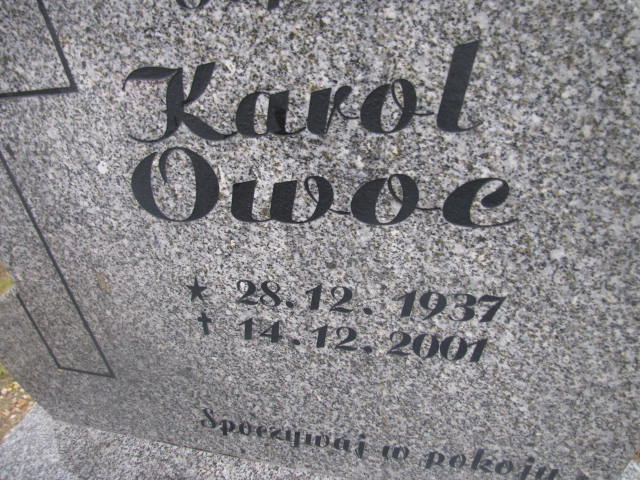 Karol
Owoc
★ 28.12.1937
✝ 14.12.2001
Spoczywaj w pokoju